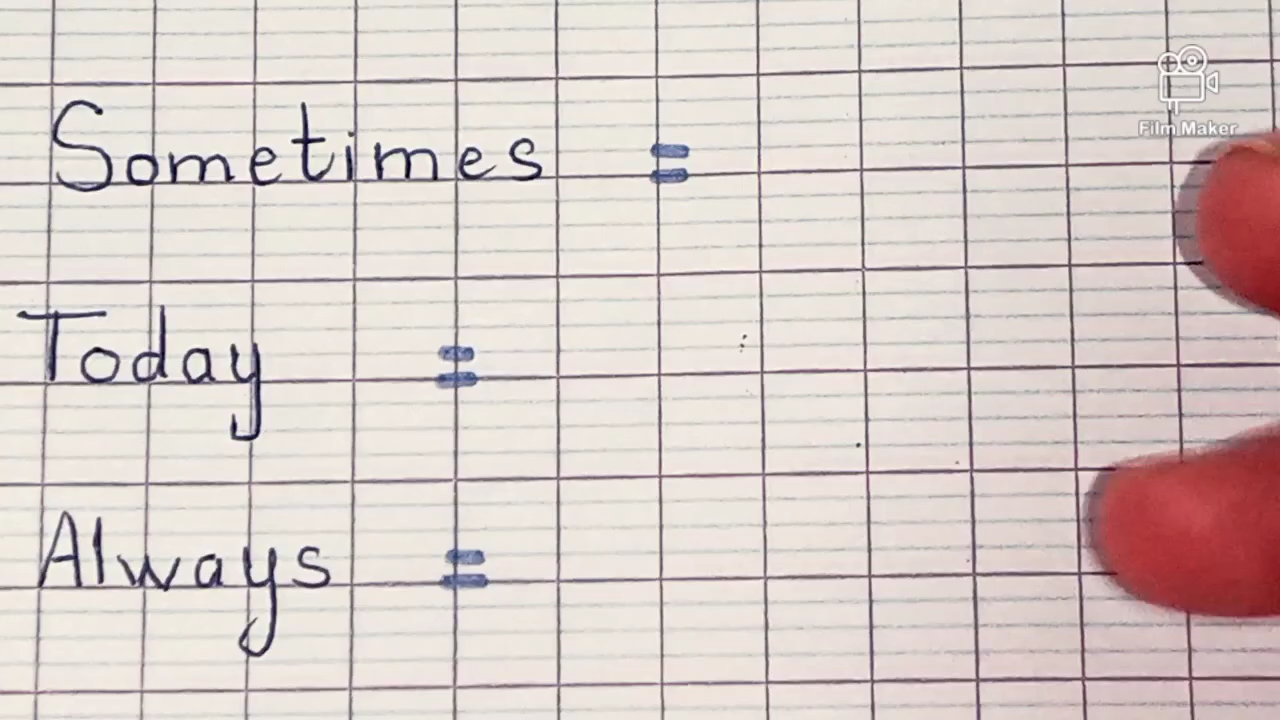 Film Maker
Sometimes =
Today =
Always =